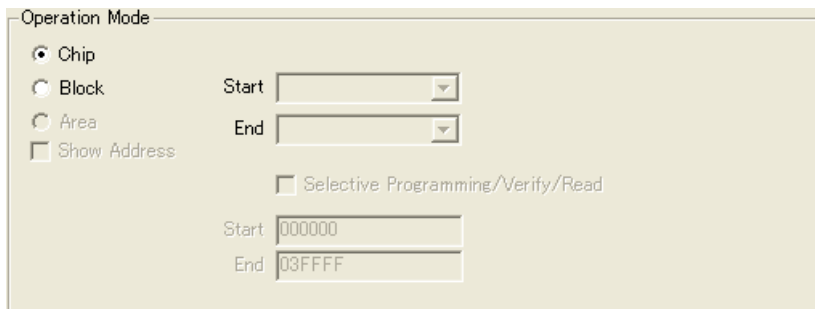 Operation Mode
Chip
Block Start
Area
End
Show Address
Selective Programming/Verify/Read
Start 000000
End 03FFFF